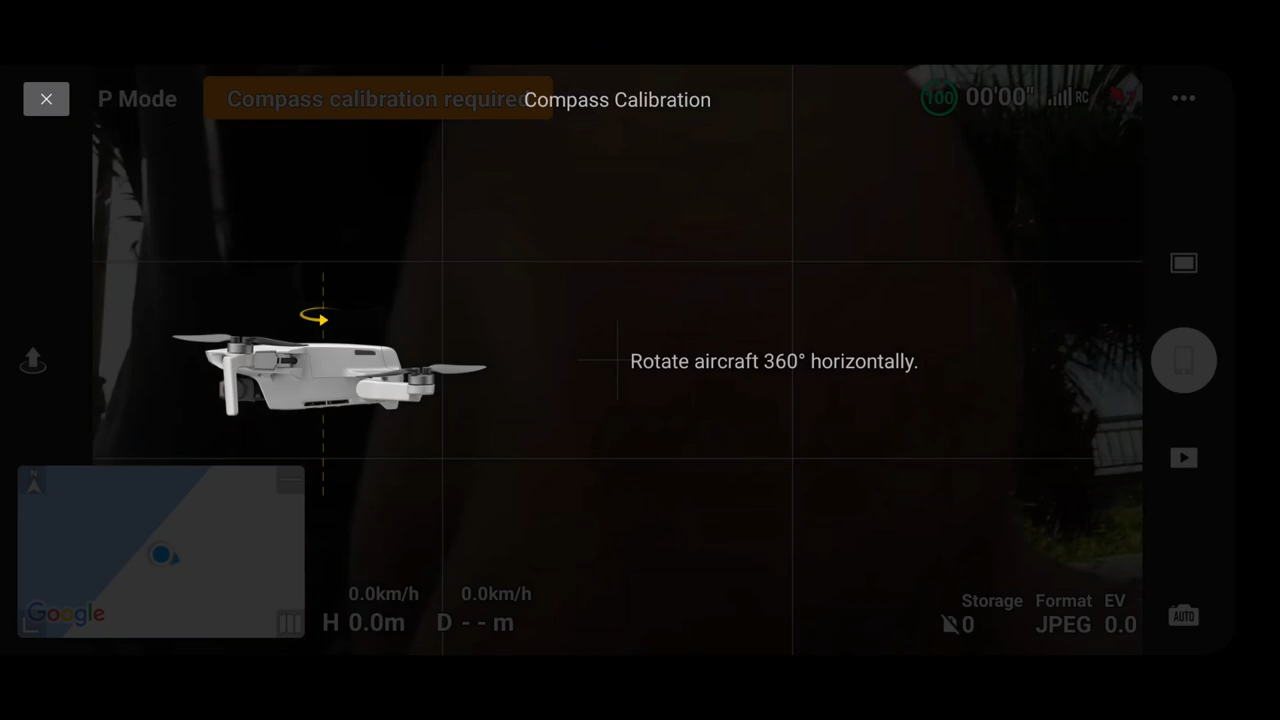 P Mode
Compass calibration required
Compass Calibration
100
00'00"
RC
Rotate aircraft 360° horizontally.
N
Google
0.0km/h
0.0km/h
H 0.0m
D - - m
Storage
Format
EV
0
JPEG
0.0
AUTO